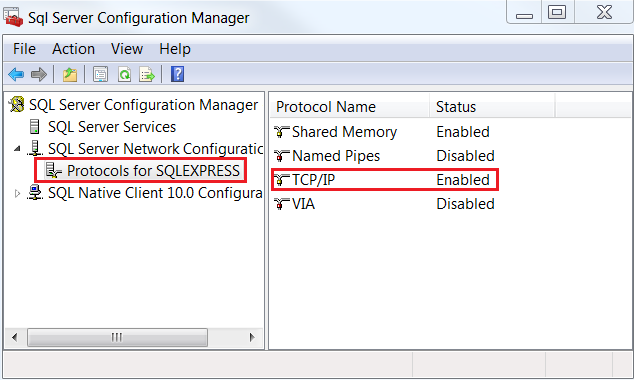 Sql Server Configuration Manager
File Action View Help
SQL Server Configuration Manager
SQL Server Services
SQL Server Network Configuratic
Protocols for SQLEXPRESS
SQL Native Client 10.0 Configura
Protocol Name Status
Shared Memory Enabled
Named Pipes Disabled
TCP/IP Enabled
VIA Disabled